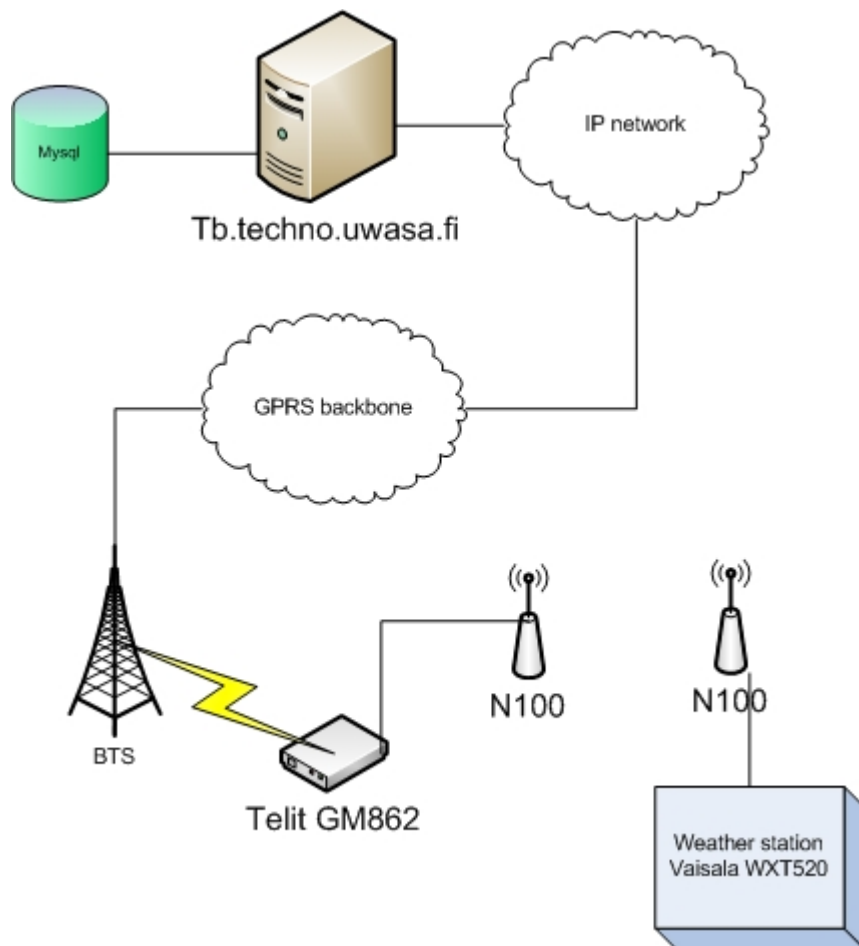 Mysql
IP network
Tb.techno.uwasa.fi
GPRS backbone
BTS
Telit GM862
N100
N100
Weather station
Vaisala WXT520